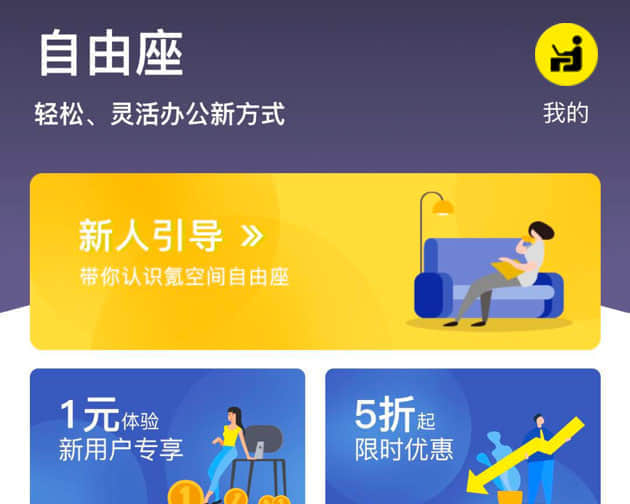 自由座
轻松、灵活办公新方式
我的
新人引导 »
带你认识氪空间自由座
1元体验
新用户专享
5折起
限时优惠